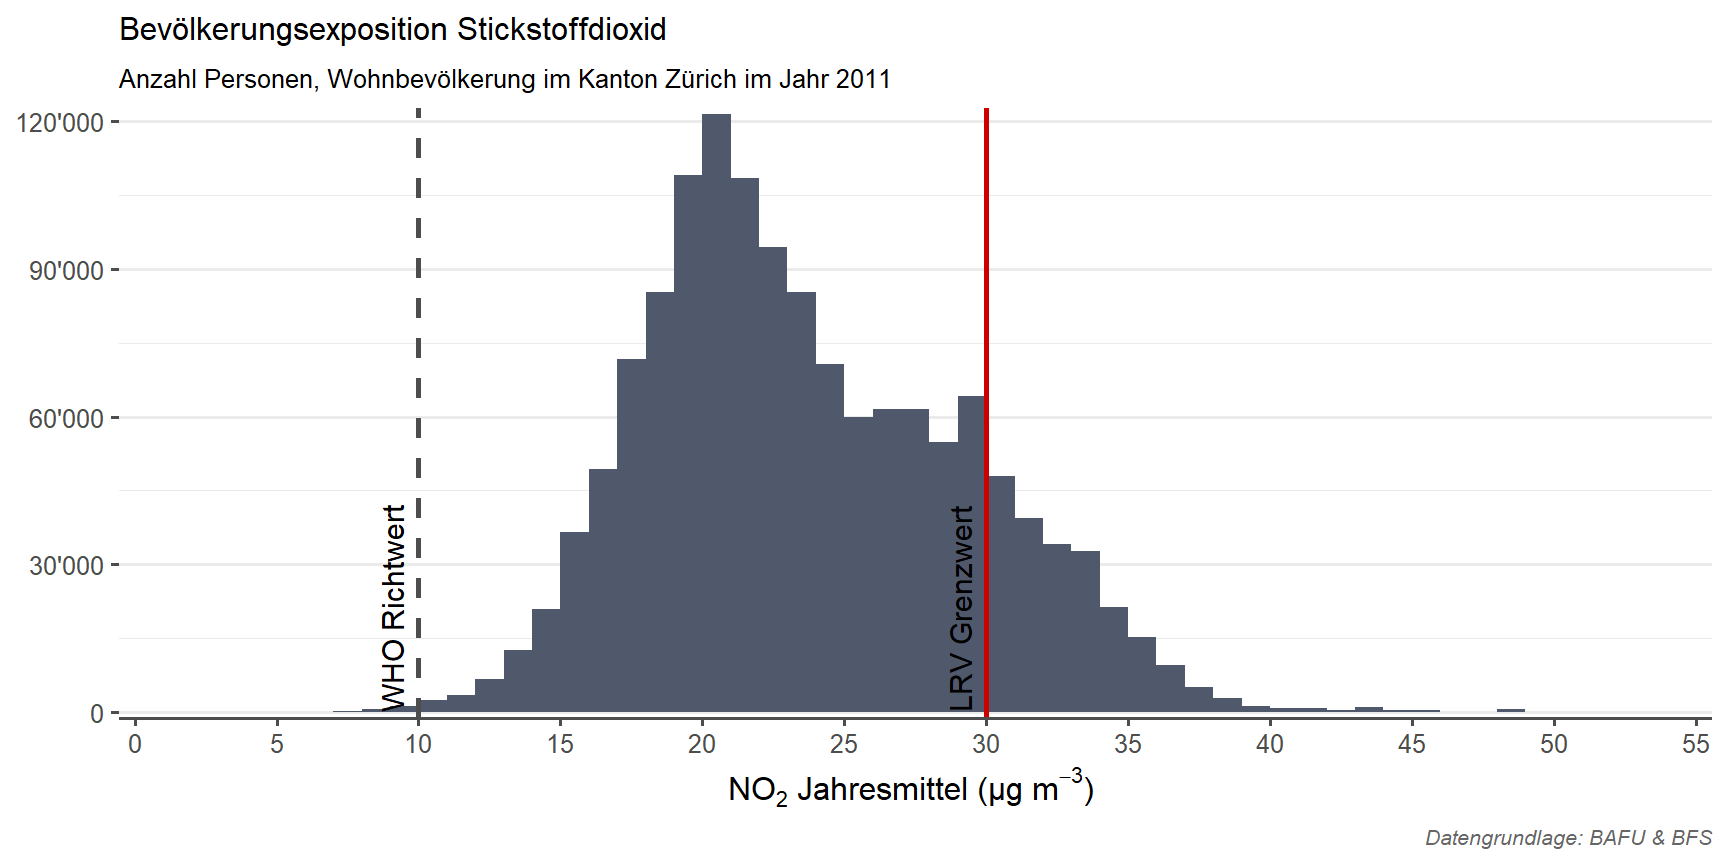 Bevölkerungsexposition Stickstoffdioxid
Anzahl Personen, Wohnbevölkerung im Kanton Zürich im Jahr 2011
120'000
90'000
60'000
30'000
0
WHO Richtwert
LRV Grenzwert
0 5 10 15 20 25 30 35 40 45 50 55
NO₂ Jahresmittel (µg m⁻³)
Datengrundlage: BAFU & BFS